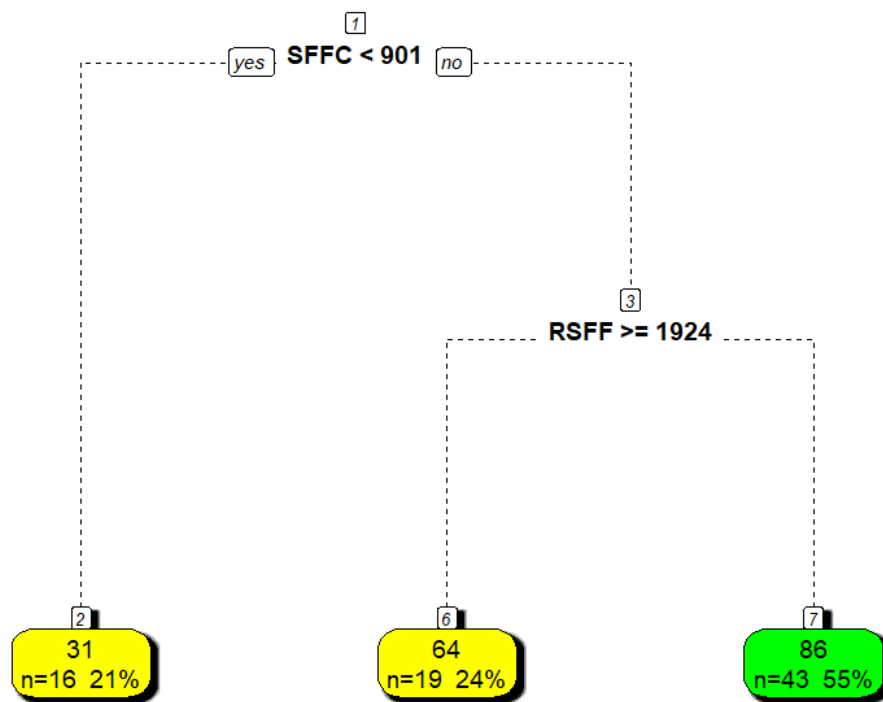 1
yes SFFC < 901 no
3
RSFF >= 1924
2
6
7
31
n=16 21%
64
n=19 24%
86
n=43 55%